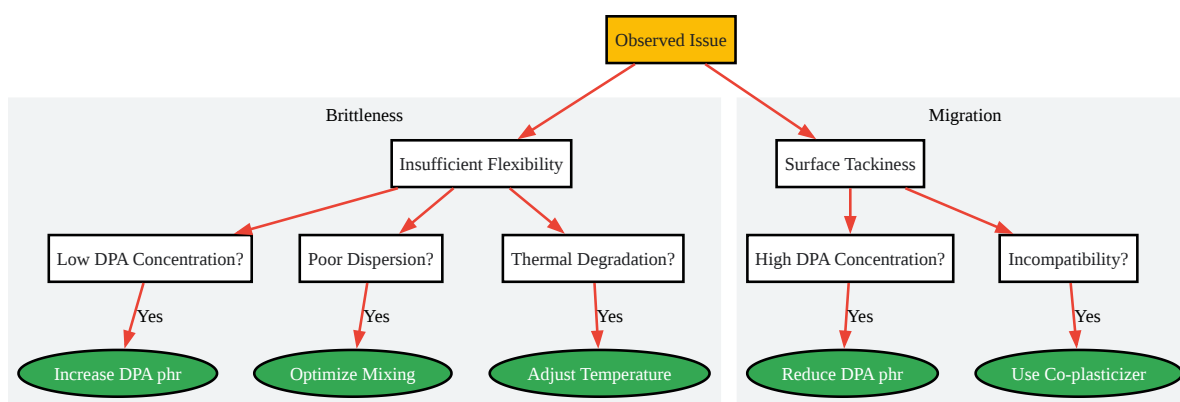 Observed Issue
Brittleness
Migration
Insufficient Flexibility
Surface Tackiness
Low DPA Concentration?
Poor Dispersion?
Thermal Degradation?
High DPA Concentration?
Incompatibility?
Yes
Yes
Yes
Yes
Yes
Increase DPA phr
Optimize Mixing
Adjust Temperature
Reduce DPA phr
Use Co-plasticizer